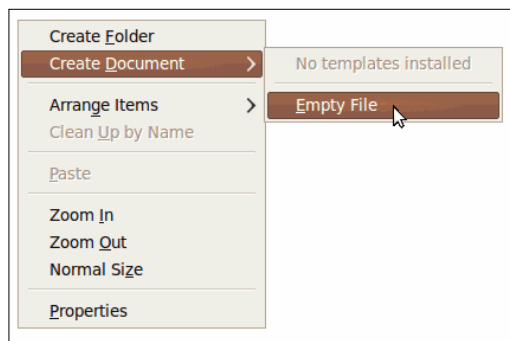 Create Folder
Create Document
No templates installed
Empty File
Arrange Items
Clean Up by Name
Paste
Zoom In
Zoom Out
Normal Size
Properties